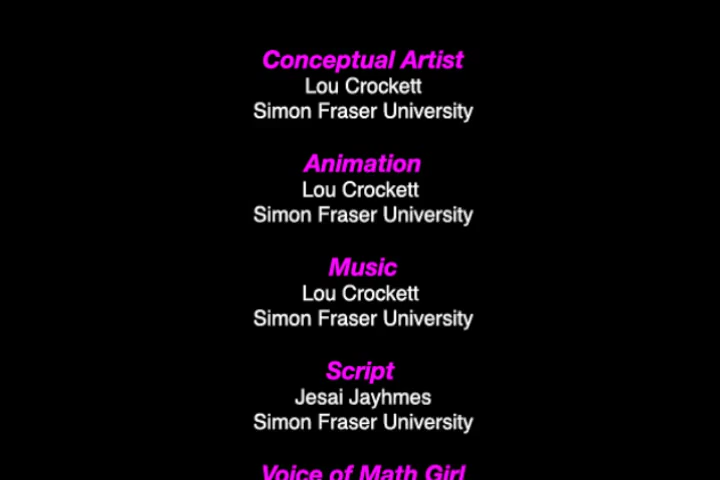 Conceptual Artist
Lou Crockett
Simon Fraser University
Animation
Lou Crockett
Simon Fraser University
Music
Lou Crockett
Simon Fraser University
Script
Jesai Jayhmes
Simon Fraser University
Voice of Math Girl